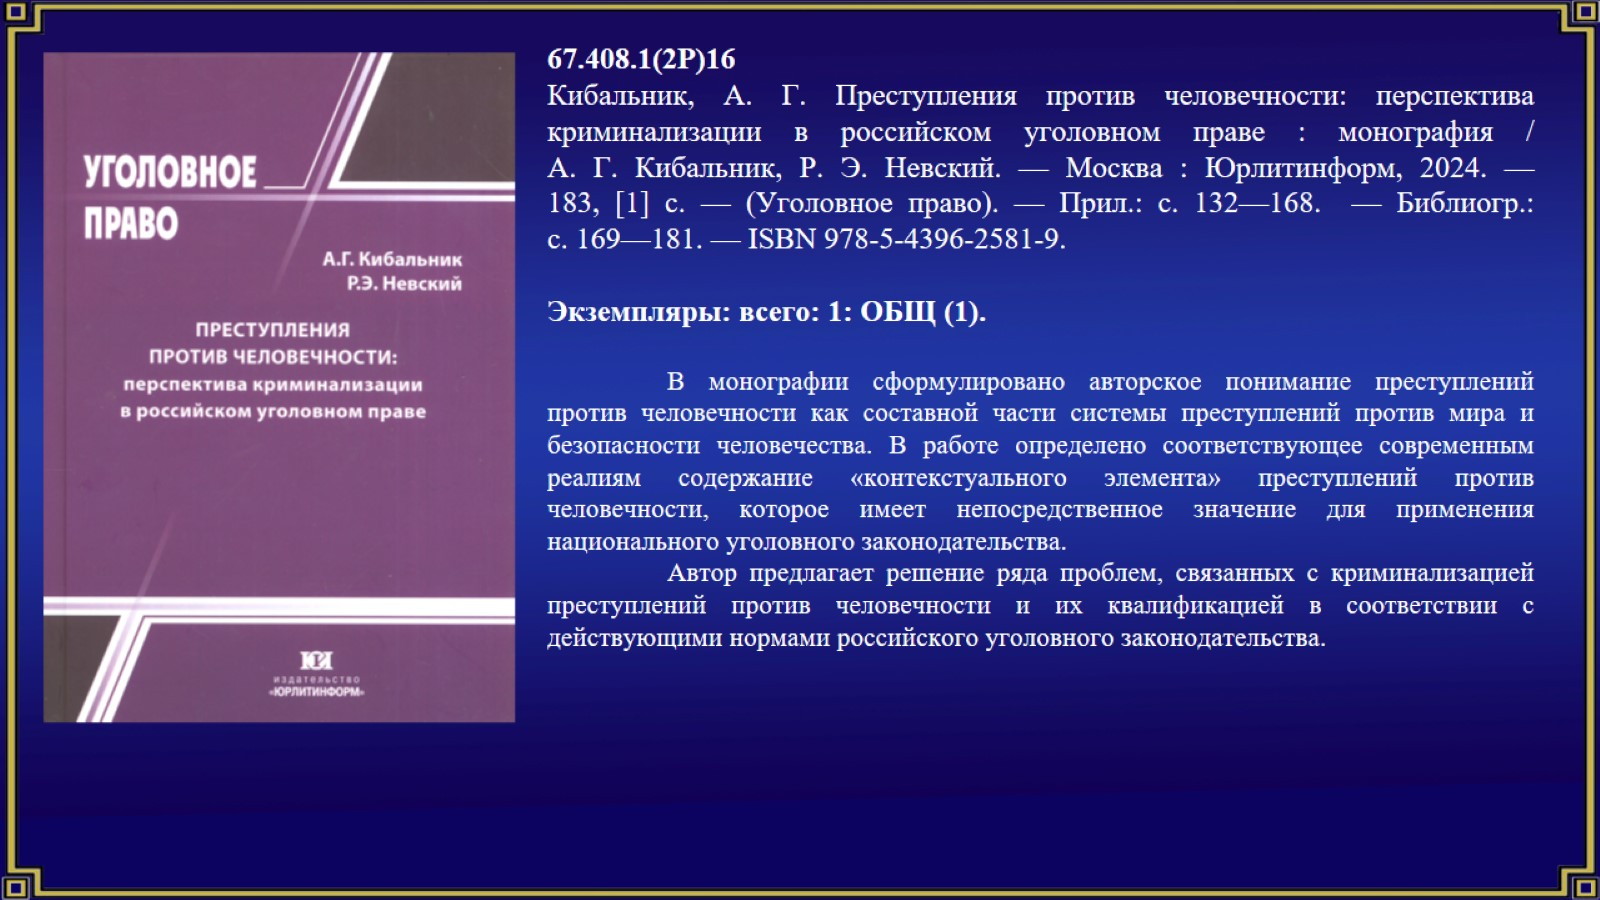 УГОЛОВНОЕ
ПРАВО
А.Г. Кибальник
Р.Э. Невский
ПРЕСТУПЛЕНИЯ
ПРОТИВ ЧЕЛОВЕЧНОСТИ:
перспектива криминализации
в российском уголовном праве
издательство
«ЮРЛИТИНФОРМ»
67.408.1(2Р)16
Кибальник, А. Г. Преступления против человечности: перспектива
криминализации в российском уголовном праве : монография /
А. Г. Кибальник, Р. Э. Невский. — Москва : Юрлитинформ, 2024. —
183, [1] с. — (Уголовное право). — Прил.: с. 132—168. — Библиогр.:
с. 169—181. — ISBN 978-5-4396-2581-9.
Экземпляры: всего: 1: ОБЩ (1).
В монографии сформулировано авторское понимание преступлений
против человечности как составной части системы преступлений против мира и
безопасности человечества. В работе определено соответствующее современным
реалиям содержание «контекстуального элемента» преступлений против
человечности, которое имеет непосредственное значение для применения
национального уголовного законодательства.
Автор предлагает решение ряда проблем, связанных с криминализацией
преступлений против человечности и их квалификацией в соответствии с
действующими нормами российского уголовного законодательства.